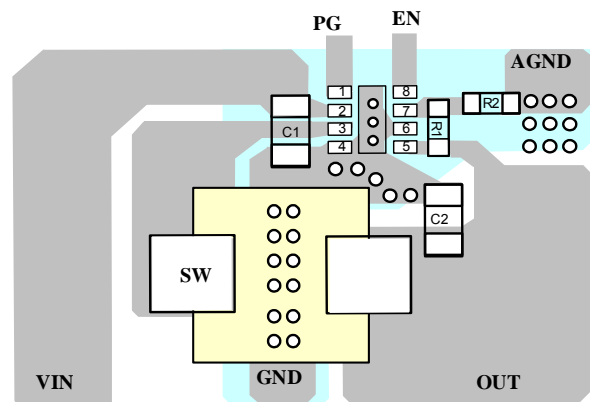 PG EN
AGND
1 8
2 7 R2
C1 3 6 R1
4 5
C2
SW
VIN GND OUT